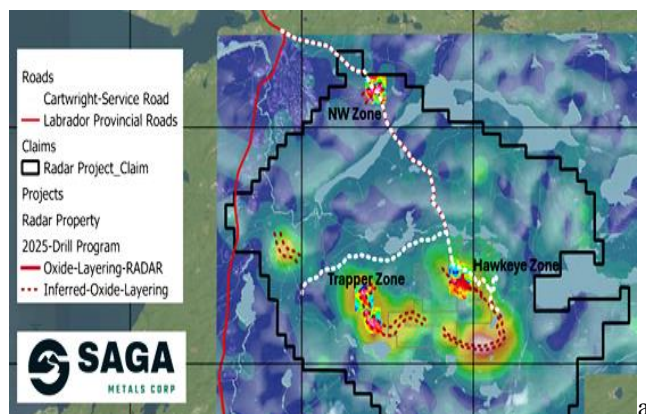 Roads
Cartwright-Service Road
Labrador Provincial Roads
Claims
Radar Project_Claim
Projects
Radar Property
2025-Drill Program
Oxide-Layering-RADAR
Inferred-Oxide-Layering
SAGA
METALS CORP
NW Zone
Trapper Zone
Hawkeye Zone
a